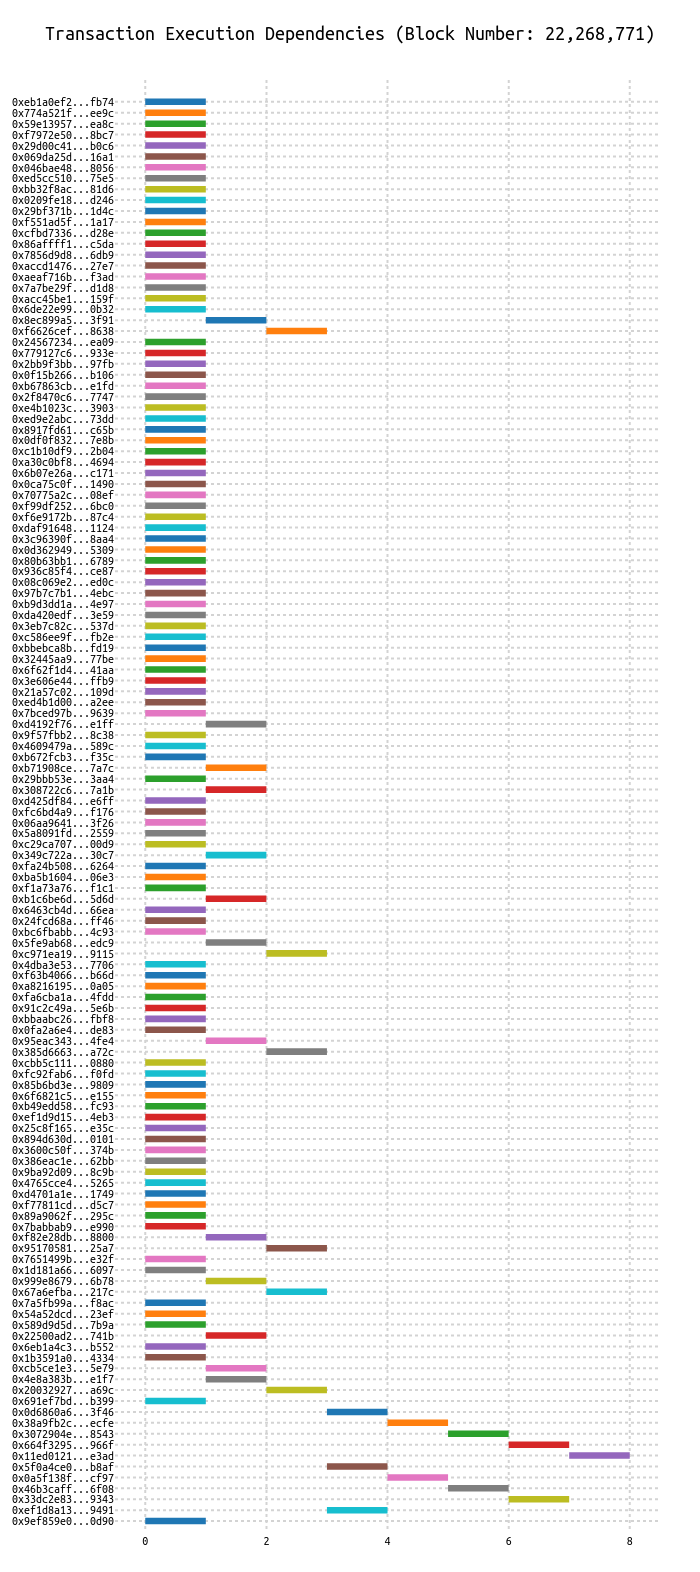 Transaction Execution Dependencies (Block Number: 22,268,771)
0xeb1a0ef2...fb74
0x774a521f...ee9c
0x59e13957...ea8c
0xf7972e50...8bc7
0x29d00c41...b0c6
0x069da25d...16a1
0x046bae48...8056
0xed5cc510...75e5
0xbb32f8ac...81d6
0x0209fe18...d246
0x29bf371b...1d4c
0xf551ad5f...1a17
0xcfbd7336...d28e
0x86affff1...c5da
0x7856d9d8...6db9
0xaccd1476...27e7
0xaeaf716b...f3ad
0x7a7be29f...d1d8
0xacc45be1...159f
0x6de22e99...0b32
0x8ec899a5...3f91
0xf6626cef...8638
0x24567234...ea09
0x779127c6...933e
0x2bb9f3bb...97fb
0x0f15b266...b106
0xb67863cb...e1fd
0x2f8470c6...7747
0xe4b1023c...3903
0xed9e2abc...73dd
0x8917fd61...c65b
0x0df0f832...7e8b
0xc1b10df9...2b04
0xa30c0bf8...4694
0x6b07e26a...c171
0x0ca75c0f...1490
0x70775a2c...08ef
0xf99df252...6bc0
0xf6e9172b...87c4
0xdaf91648...1124
0x3c96390f...8aa4
0x0d362949...5309
0x80b63bb1...6789
0x936c85f4...ce87
0x08c069e2...ed0c
0x97b7c7b1...4ebc
0xb9d3dd1a...4e97
0xda420edf...3e59
0x3eb7c82c...537d
0xc586ee9f...fb2e
0xbbebca8b...fd19
0x32445aa9...77be
0x6f62f1d4...41aa
0x3e606e44...ffb9
0x21a57c02...109d
0xed4b1d00...a2ee
0x7bced97b...9639
0xd4192f76...e1ff
0x9f57fbb2...8c38
0x4609479a...589c
0xb672fcb3...f35c
0xb71908ce...7a7c
0x29bbb53e...3aa4
0x308722c6...7a1b
0xd425df84...e6ff
0xfc6bd4a9...f176
0x06aa9641...3f26
0x5a8091fd...2559
0xc29ca707...00d9
0x349c722a...30c7
0xfa24b508...6264
0xba5b1604...06e3
0xf1a73a76...f1c1
0xb1c6be6d...5d6d
0x6463cb4d...66ea
0x24fcd68a...ff46
0xbc6fbabb...4c93
0x5fe9ab68...edc9
0xc971ea19...9115
0x4dba3e53...7706
0xf63b4066...b66d
0xa8216195...0a05
0xfa6cba1a...4fdd
0x91c2c49a...5e6b
0xbbaabc26...fbf8
0x0fa2a6e4...de83
0x95eac343...4fe4
0x385d6663...a72c
0xcbb5c111...0880
0xfc92fab6...f0fd
0x85b6bd3e...9809
0x6f6821c5...e155
0xb49edd58...fc93
0xef1d9d15...4eb3
0x25c8f165...e35c
0x894d630d...0101
0x3600c50f...374b
0x386eac1e...62bb
0x9ba92d09...8c9b
0x4765cce4...5265
0xd4701a1e...1749
0xf77811cd...d5c7
0x89a9062f...295c
0x7babbab9...e990
0xf82e28db...8800
0x95170581...25a7
0x7651499b...e32f
0x1d181a66...6097
0x999e8679...6b78
0x67a6efba...217c
0x7a5fb99a...f8ac
0x54a52dcd...23ef
0x589d9d5d...7b9a
0x22500ad2...741b
0x6eb1a4c3...b552
0x1b3591a0...4334
0xcb5ce1e3...5e79
0x4e8a383b...e1f7
0x20032927...a69c
0x691ef7bd...b399
0x0d6860a6...3f46
0x38a9fb2c...ecfe
0x3072904e...8543
0x664f3295...966f
0x11ed0121...e3ad
0x5f0a4ce0...b8af
0x0a5f138f...cf97
0x46b3caff...6f08
0x33dc2e83...9343
0xef1d8a13...9491
0x9ef859e0...0d90
0 2 4 6 8